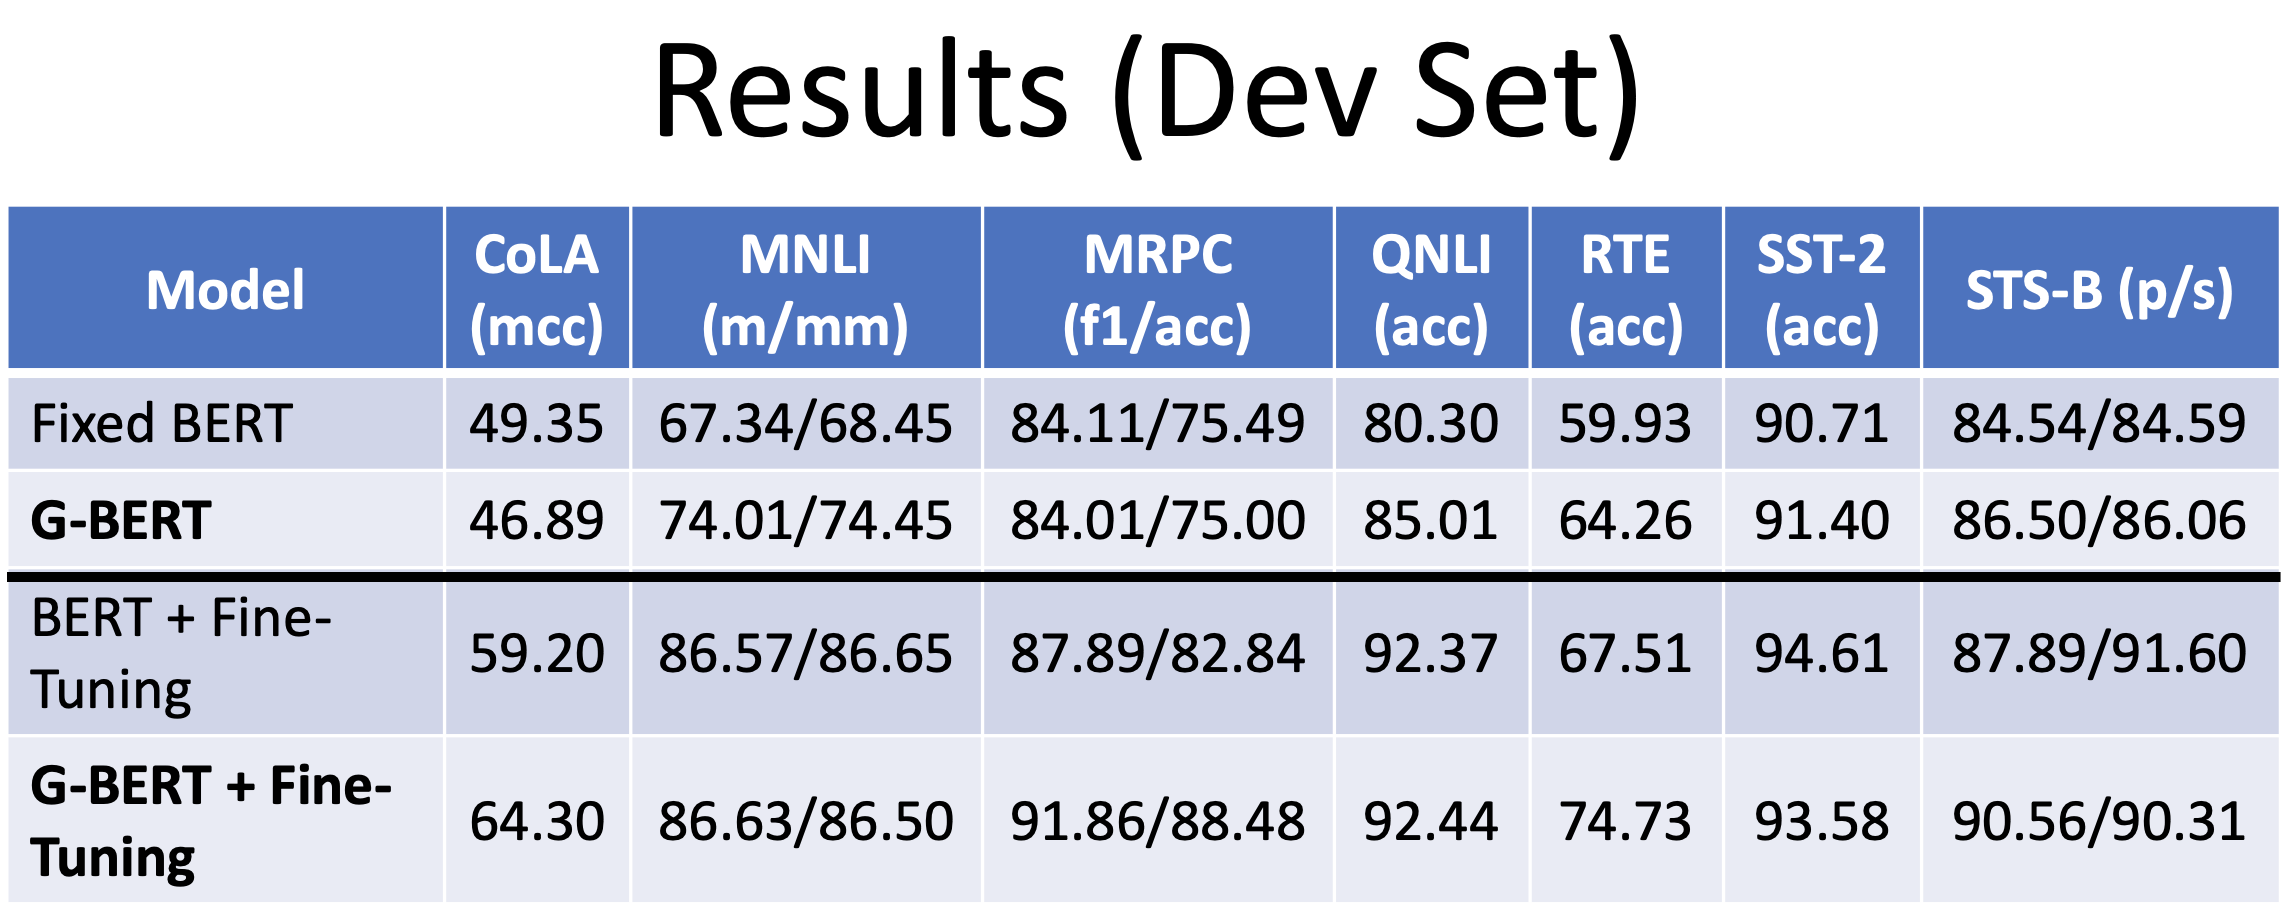 Results (Dev Set)
Model CoLA (mcc) MNLI (m/mm) MRPC (f1/acc) QNLI (acc) RTE (acc) SST-2 (acc) STS-B (p/s)
Fixed BERT 49.35 67.34/68.45 84.11/75.49 80.30 59.93 90.71 84.54/84.59
G-BERT 46.89 74.01/74.45 84.01/75.00 85.01 64.26 91.40 86.50/86.06
BERT + Fine-Tuning 59.20 86.57/86.65 87.89/82.84 92.37 67.51 94.61 87.89/91.60
G-BERT + Fine-Tuning 64.30 86.63/86.50 91.86/88.48 92.44 74.73 93.58 90.56/90.31